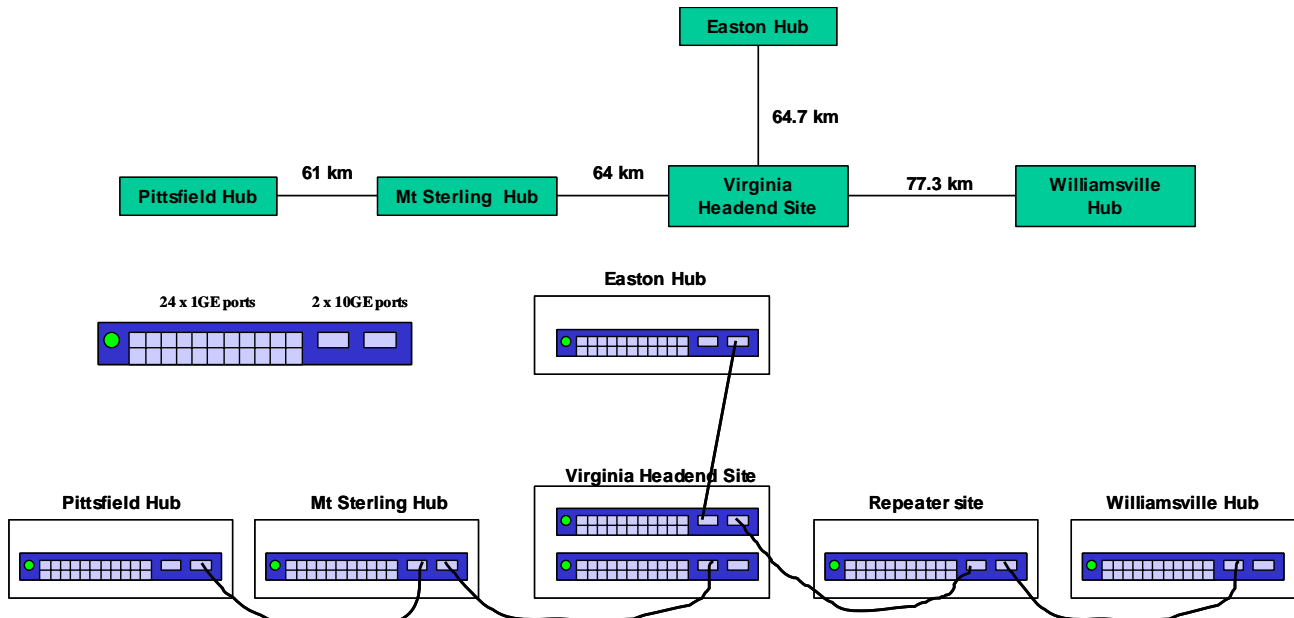 Easton Hub
64.7 km
61 km
64 km
77.3 km
Pittsfield Hub
Mt Sterling Hub
Virginia
Headend Site
Williamsville
Hub
24 x 1GE ports
2 x 10GE ports
Easton Hub
Virginia Headend Site
Pittsfield Hub
Mt Sterling Hub
Repeater site
Williamsville Hub